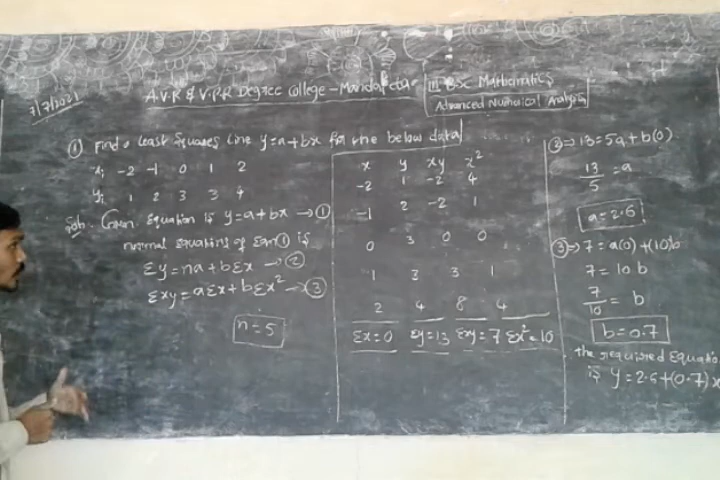 7/7/2021
A.V.R & V.P.R Degree College - Mandapeta
III B.Sc Mathematics
Advanced Numerical Analysis
① Find a Least Squares Line y=a+bx for the below data
x: -2 -1 0 1 2
y: 1 2 3 3 4
Sol: Given Equation is y=a+bx → ①
normal equations of Eqn ① is
Σy=na+bΣx → ②
Σxy=aΣx+bΣx² → ③
n=5
x y xy x²
-2 1 -2 4
-1 2 -2 1
0 3 0 0
1 3 3 1
2 4 8 4
Σx=0 Σy=13 Σxy=7 Σx²=10
②⇒ 13=5a+b(0)
13/5 = a
a=2.6
③⇒ 7=a(0)+(10)b
7=10b
7/10 = b
b=0.7
the required Equation
is y=2.6+(0.7)x